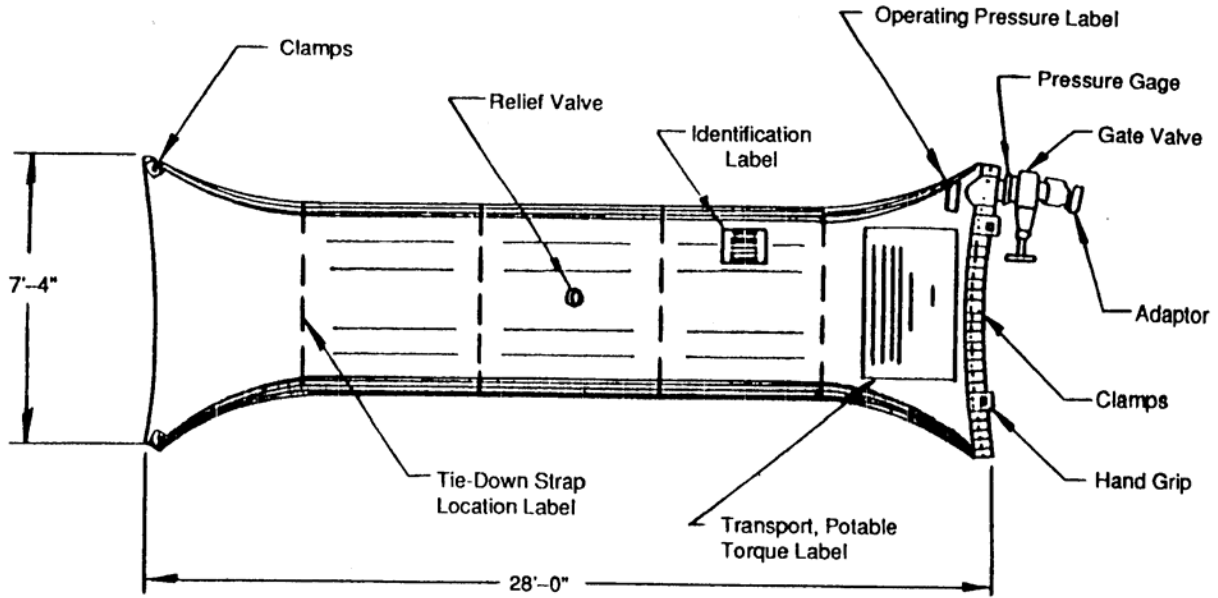 Operating Pressure Label
Clamps
Pressure Gage
Relief Valve
Identification
Label
Gate Valve
7'–4"
Adaptor
Clamps
Tie-Down Strap
Location Label
Hand Grip
Transport, Potable
Torque Label
28'–0"